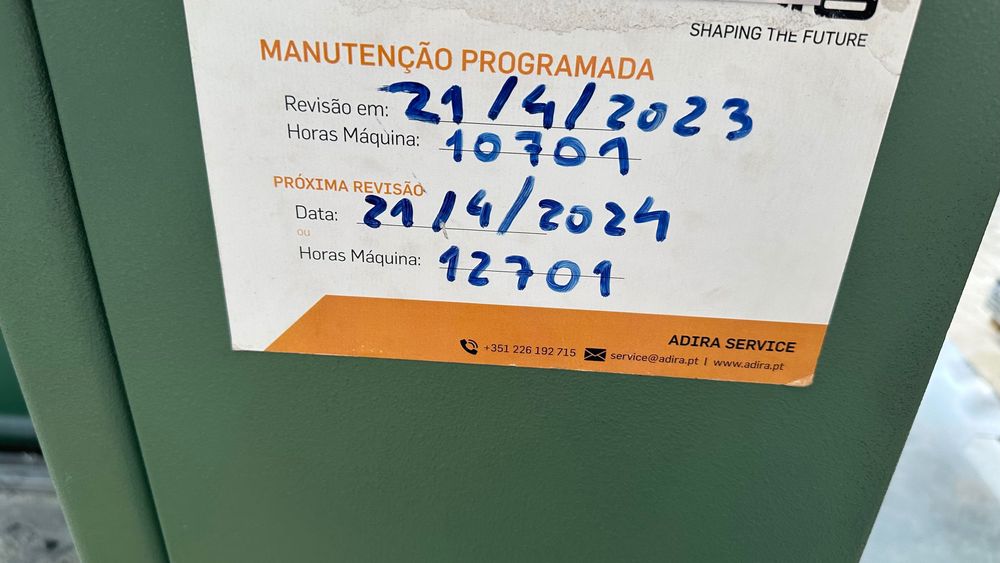 SHAPING THE FUTURE
MANUTENÇÃO PROGRAMADA
Revisão em: 21/4/2023
Horas Máquina: 10701
PRÓXIMA REVISÃO
Data: 21/4/2024
ou
Horas Máquina: 12701
ADIRA SERVICE
+351 226 192 715 service@adira.pt | www.adira.pt